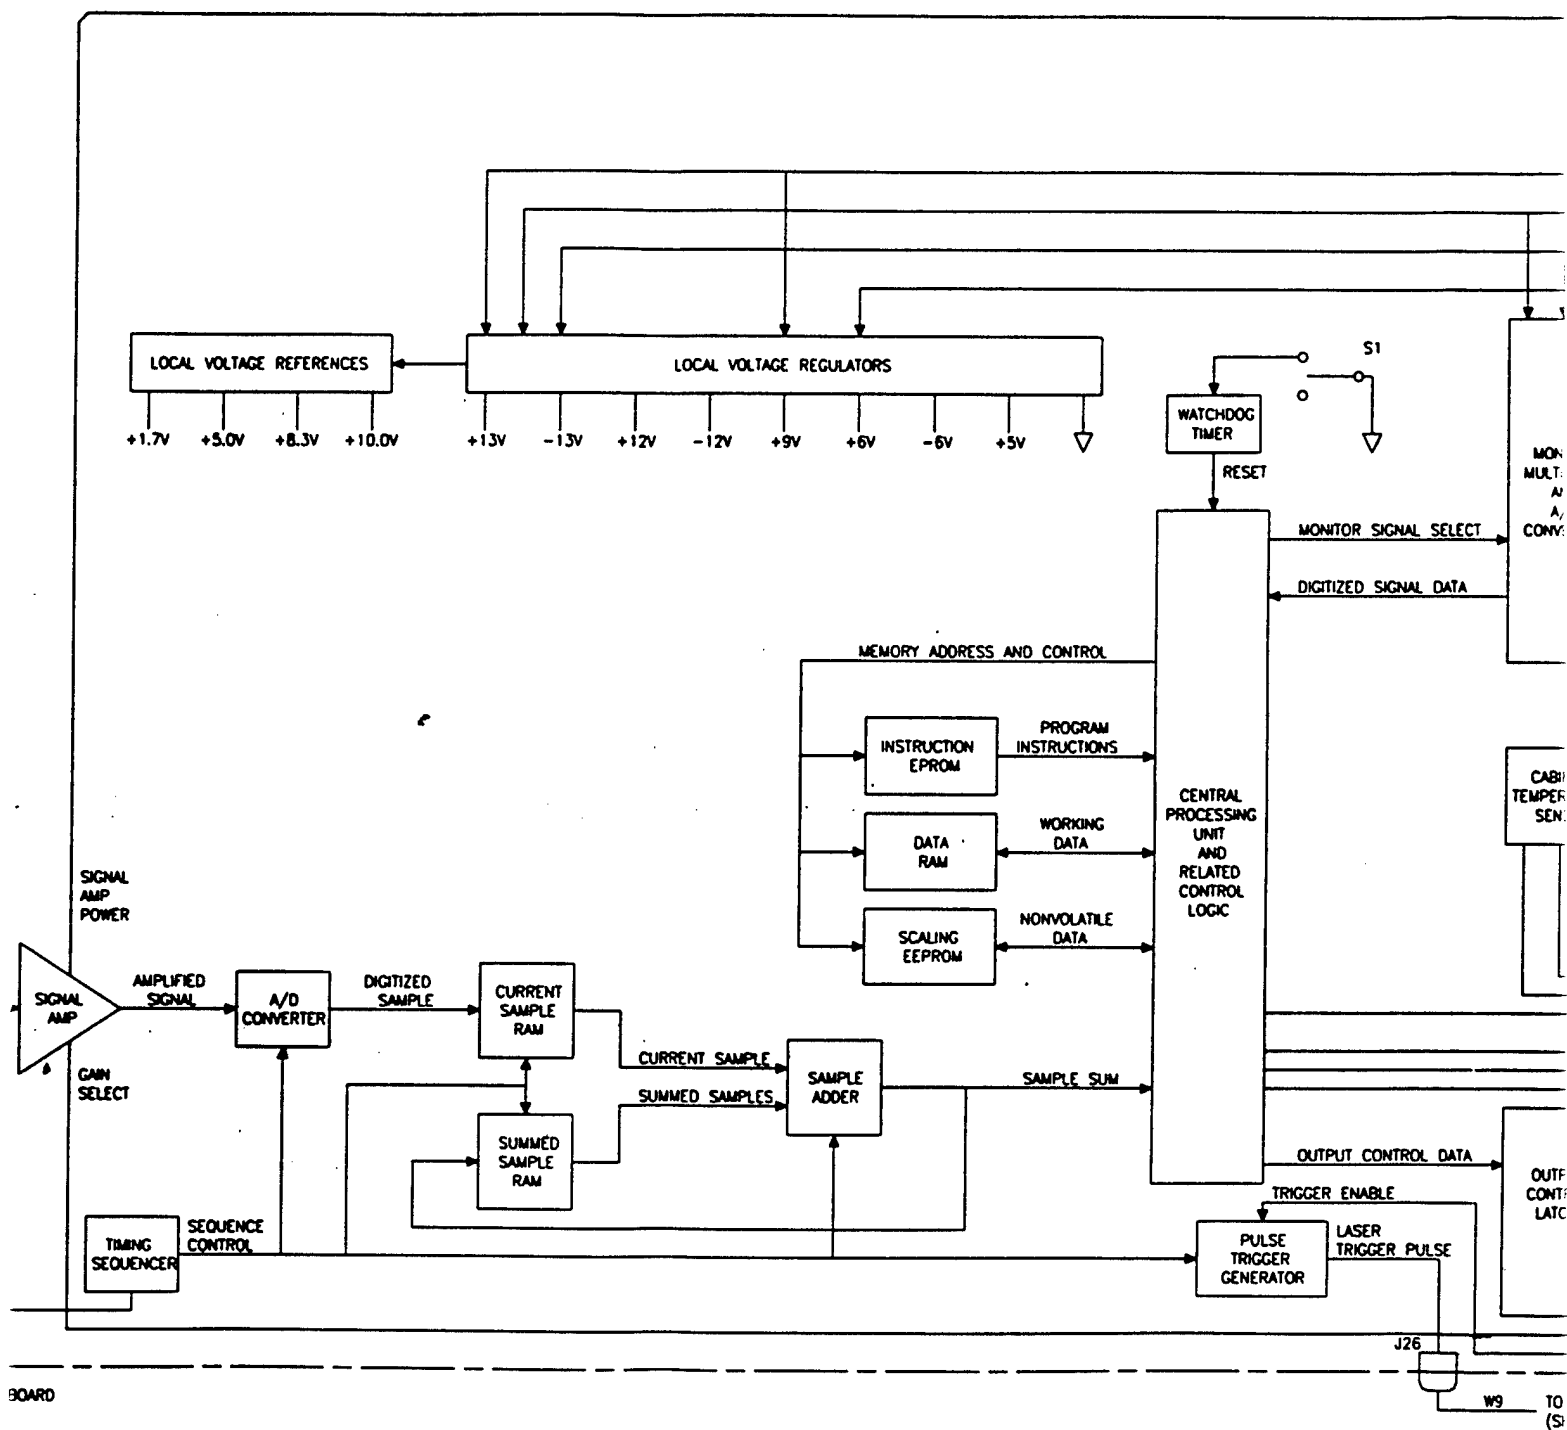 S1
LOCAL VOLTAGE REFERENCES
LOCAL VOLTAGE REGULATORS
+1.7V +5.0V +8.3V +10.0V
+13V -13V +12V -12V +9V +6V -6V +5V
WATCHDOG
TIMER
RESET
MONITOR SIGNAL SELECT
DIGITIZED SIGNAL DATA
MEMORY ADDRESS AND CONTROL
INSTRUCTION
EPROM
PROGRAM
INSTRUCTIONS
DATA
RAM
WORKING
DATA
SCALING
EEPROM
NONVOLATILE
DATA
CENTRAL
PROCESSING
UNIT
AND
RELATED
CONTROL
LOGIC
SIGNAL
AMP
POWER
SIGNAL
AMP
GAIN
SELECT
AMPLIFIED
SIGNAL
A/D
CONVERTER
DIGITIZED
SAMPLE
CURRENT
SAMPLE
RAM
CURRENT SAMPLE
SUMMED SAMPLES
SAMPLE
ADDER
SAMPLE SUM
SUMMED
SAMPLE
RAM
TIMING
SEQUENCER
SEQUENCE
CONTROL
OUTPUT CONTROL DATA
TRIGGER ENABLE
PULSE
TRIGGER
GENERATOR
LASER
TRIGGER PULSE
J26
BOARD
W9
TO